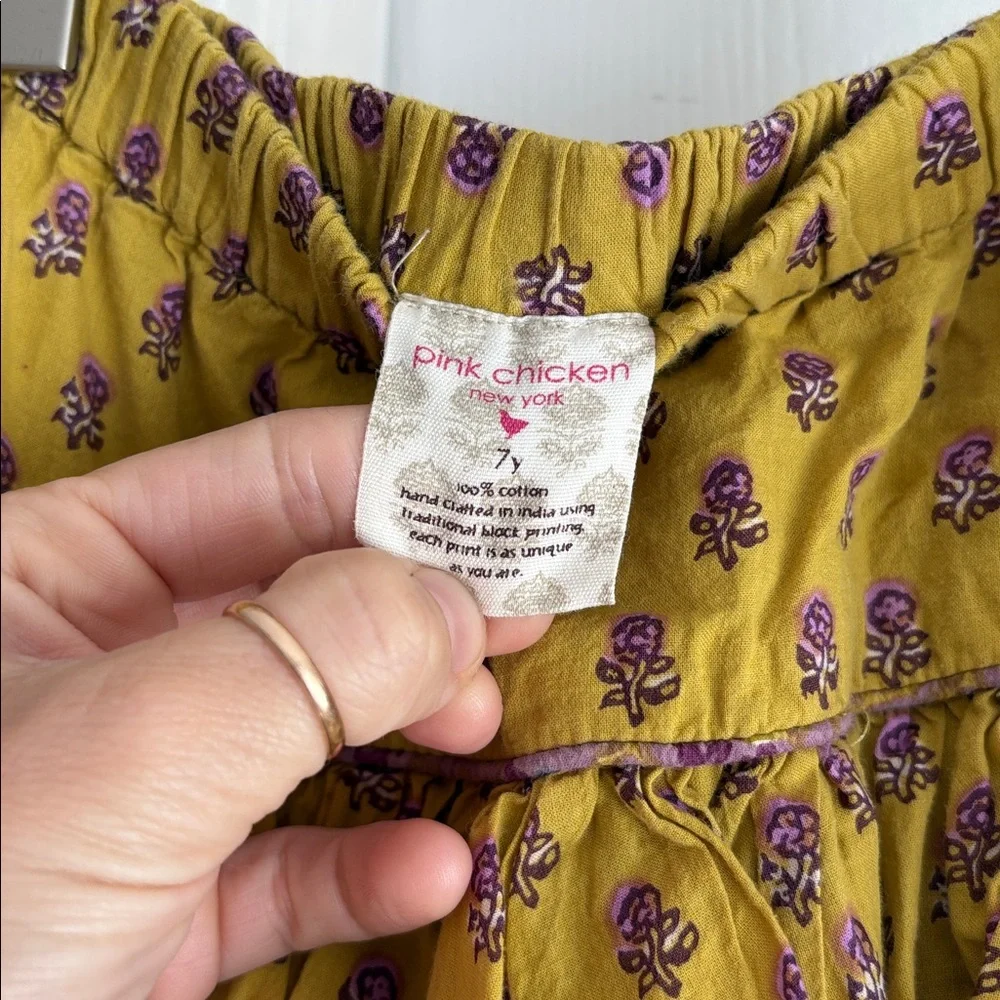 pink chicken
new york
7y
100% cotton
hand crafted in india using
traditional block printing.
each print is as unique
as you are.